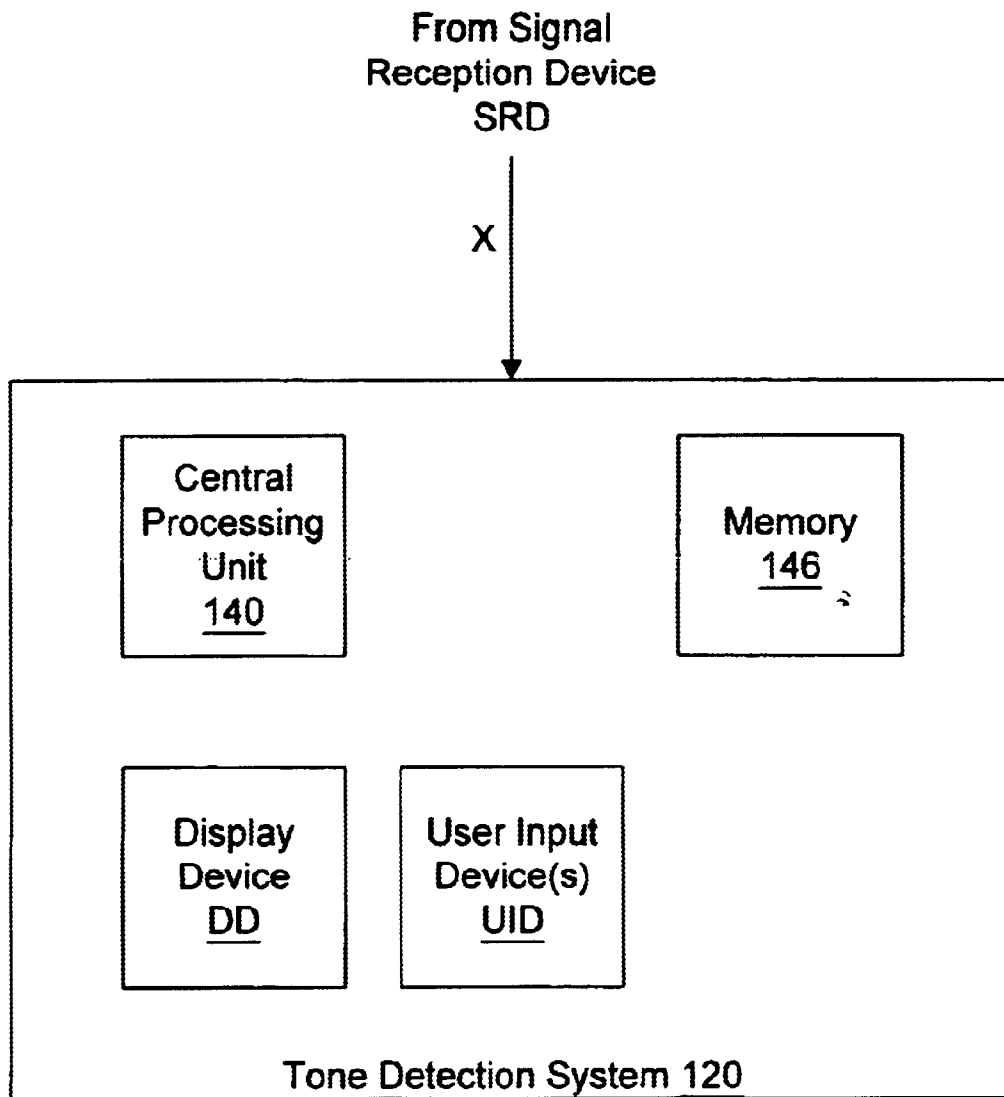 From Signal
Reception Device
SRD
X
Central
Processing
Unit
140
Memory
146
Display
Device
DD
User Input
Device(s)
UID
Tone Detection System 120